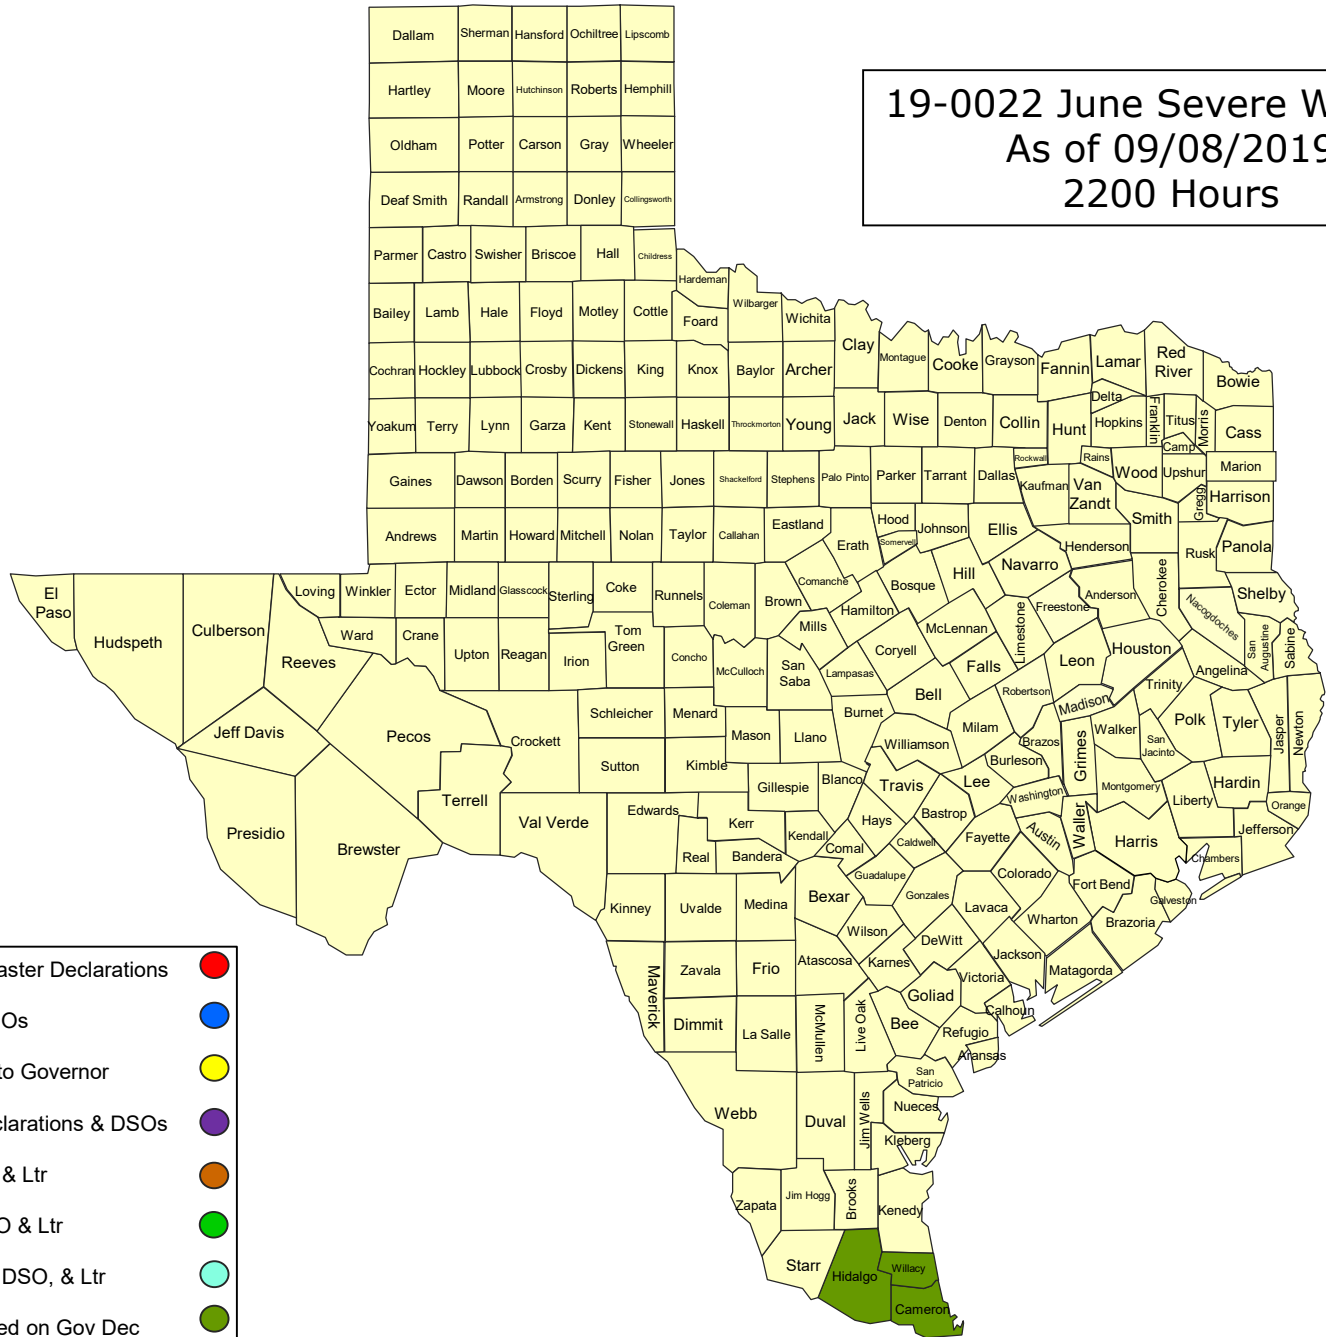 Dallam Sherman Hansford Ochiltree Lipscomb
Hartley Moore Hutchinson Roberts Hemphill
19-0022 June Severe
As of 09/08/2019
2200 Hours
Oldham Potter Carson Gray Wheeler
Deaf Smith Randall Armstrong Donley Collingsworth
Parmer Castro Swisher Briscoe Hall Childress
Hardeman
Bailey Lamb Hale Floyd Motley Cottle Foard Wilbarger Wichita
Clay Montague Cooke Grayson Fannin Lamar Red
River
Bowie
Cochran Hockley Lubbock Crosby Dickens King Knox Baylor Archer
Delta
Yoakum Terry Lynn Garza Kent Stonewall Haskell Throckmorton Young Jack Wise Denton Collin Hunt Hopkins Franklin Titus Morris Cass
Camp
Gaines Dawson Borden Scurry Fisher Jones Shackelford Stephens Palo Pinto Parker Tarrant Dallas Rockwall Rains Wood Upshur Marion
Kaufman Van
Zandt
Gregg Harrison
Andrews Martin Howard Mitchell Nolan Taylor Callahan Eastland Hood Johnson Ellis Smith
Erath Somervell Henderson Rusk Panola
El
Paso
Hudspeth Culberson Loving Winkler Ector Midland Glasscock Sterling Coke Runnels Coleman Brown Comanche Bosque Hill Navarro Anderson Cherokee Shelby
Hamilton Freestone Limestone Nacogdoches
Reeves Ward Crane Upton Reagan Irion Tom
Green
Concho McCulloch San
Saba
Mills Lampasas Coryell McLennan Falls Leon Houston Angelina San
Augustine
Sabine
Bell Robertson Madison Trinity
Jeff Davis Pecos Crockett Schleicher Menard Mason Llano Burnet Milam Walker Polk Tyler Jasper Newton
Williamson Brazos Grimes San
Jacinto
Terrell Sutton Kimble Gillespie Blanco Travis Lee Burleson Washington Montgomery Liberty Hardin Orange
Presidio Brewster Val Verde Edwards Kerr Kendall Hays Bastrop Caldwell Fayette Austin Waller Harris Jefferson
Real Bandera Comal Guadalupe Colorado Chambers
Kinney Uvalde Medina Bexar Gonzales Lavaca Fort Bend Galveston
Wilson Wharton Brazoria
Maverick Zavala Frio Atascosa Karnes DeWitt Jackson Matagorda
Victoria
Dimmit La Salle McMullen Live Oak Bee Goliad Calhoun
Refugio
Aransas
San
Patricio
Webb Duval Jim Wells Nueces
Kleberg
Zapata Jim Hogg Brooks Kenedy
Starr Hidalgo Willacy
Cameron
Declarations
to Governor
& DSOs
& Ltr
& Ltr
DSO, & Ltr
on Gov Dec